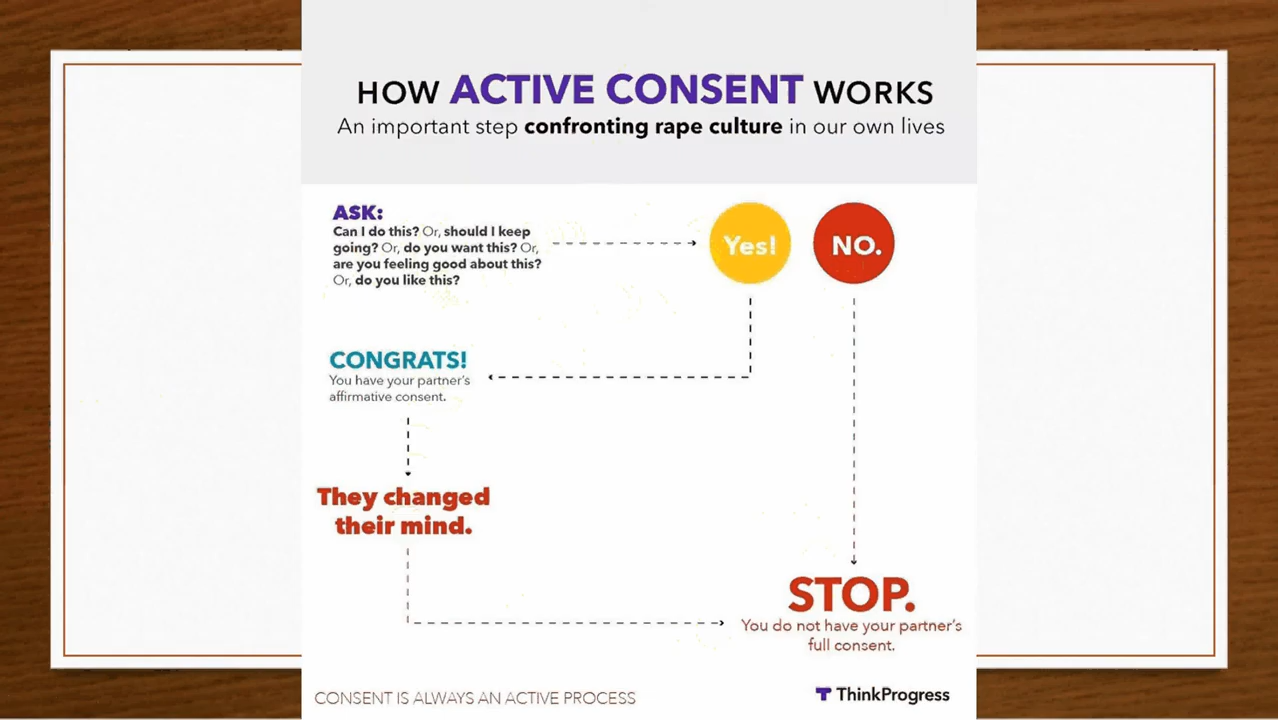 HOW ACTIVE CONSENT WORKS
An important step confronting rape culture in our own lives
ASK:
Can I do this? Or, should I keep
going? Or, do you want this? Or,
are you feeling good about this?
Or, do you like this?
Yes!
NO.
CONGRATS!
You have your partner's
affirmative consent.
They changed
their mind.
STOP.
You do not have your partner's
full consent.
CONSENT IS ALWAYS AN ACTIVE PROCESS
ThinkProgress